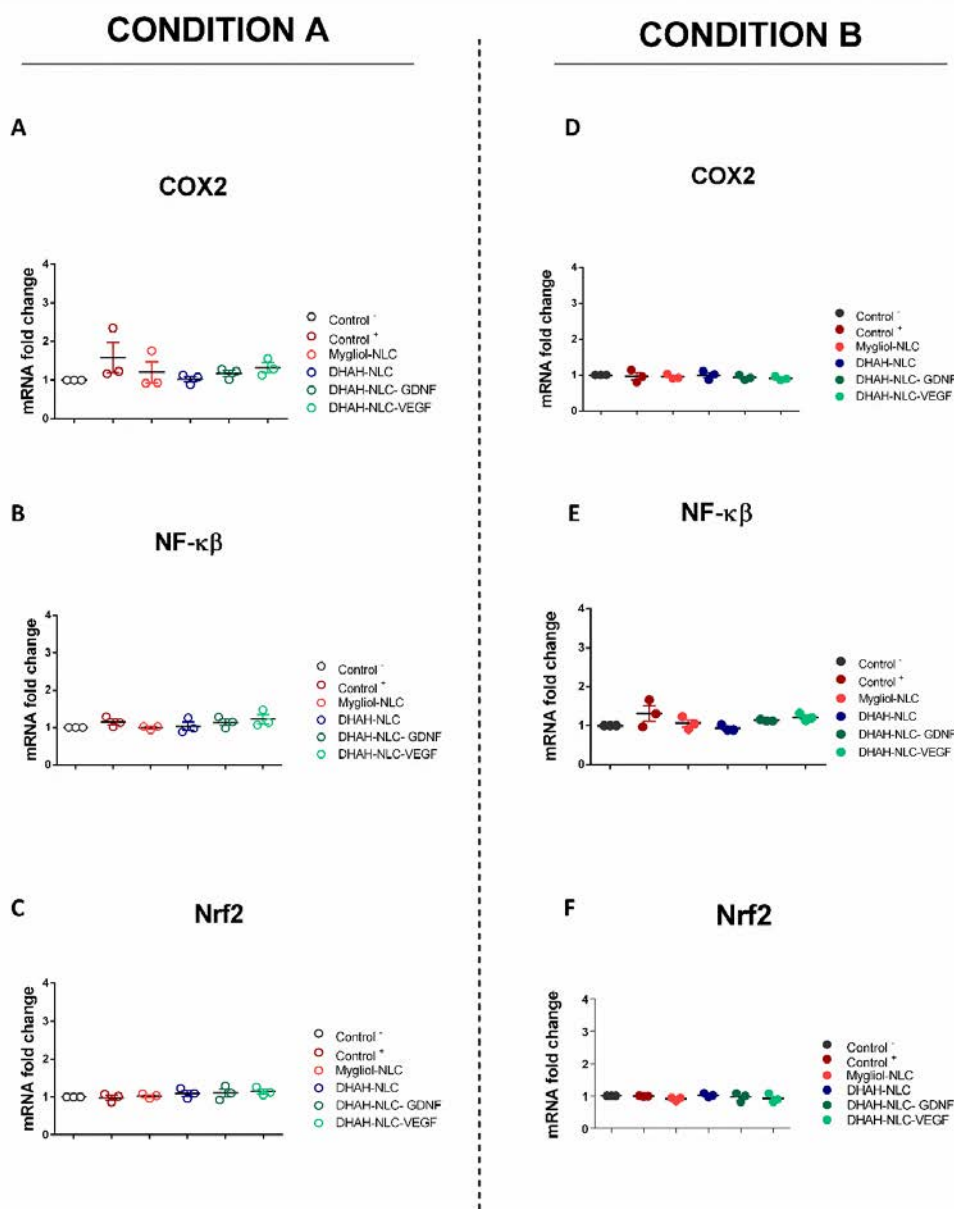 CONDITION A
CONDITION B
A
COX2
mRNA fold change
4
3
2
1
0
Control -
Control +
Mygliol-NLC
DHAH-NLC
DHAH-NLC- GDNF
DHAH-NLC-VEGF
B
NF-κβ
mRNA fold change
4
3
2
1
0
Control -
Control +
Mygliol-NLC
DHAH-NLC
DHAH-NLC- GDNF
DHAH-NLC-VEGF
C
Nrf2
mRNA fold change
4
3
2
1
0
Control -
Control +
Mygliol-NLC
DHAH-NLC
DHAH-NLC- GDNF
DHAH-NLC-VEGF
D
COX2
mRNA fold change
4
3
2
1
0
Control -
Control +
Mygliol-NLC
DHAH-NLC
DHAH-NLC- GDNF
DHAH-NLC-VEGF
E
NF-κβ
mRNA fold change
4
3
2
1
0
Control -
Control +
Mygliol-NLC
DHAH-NLC
DHAH-NLC- GDNF
DHAH-NLC-VEGF
F
Nrf2
mRNA fold change
4
3
2
1
0
Control -
Control +
Mygliol-NLC
DHAH-NLC
DHAH-NLC- GDNF
DHAH-NLC-VEGF